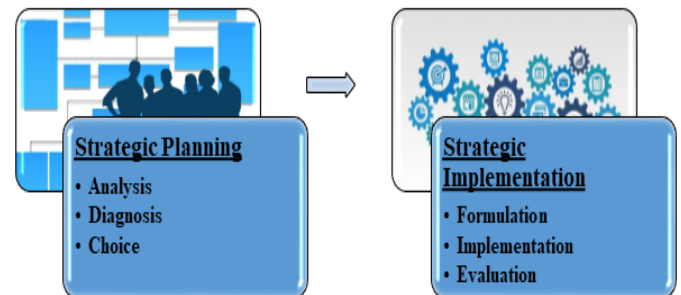 Strategic Planning
• Analysis
• Diagnosis
• Choice
Strategic
Implementation
• Formulation
• Implementation
• Evaluation